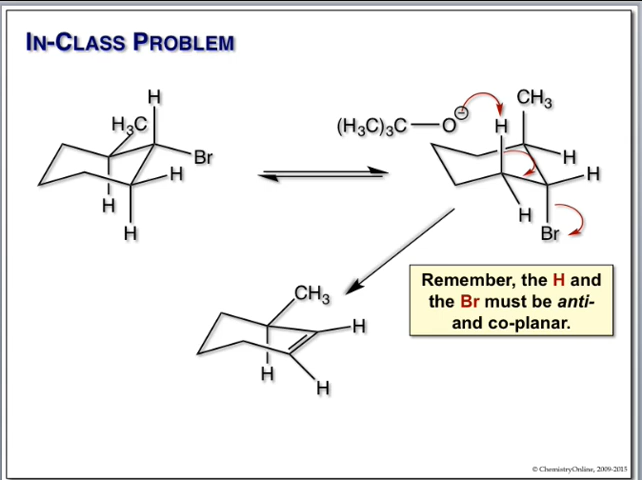 IN-CLASS PROBLEM
H
H₃C
Br
H
H
H
(H₃C)₃C—O⊖
CH₃
H
H
H
H
Br
Remember, the H and
the Br must be anti-
and co-planar.
CH₃
H
H
H
© ChemistryOnline, 2009-2015